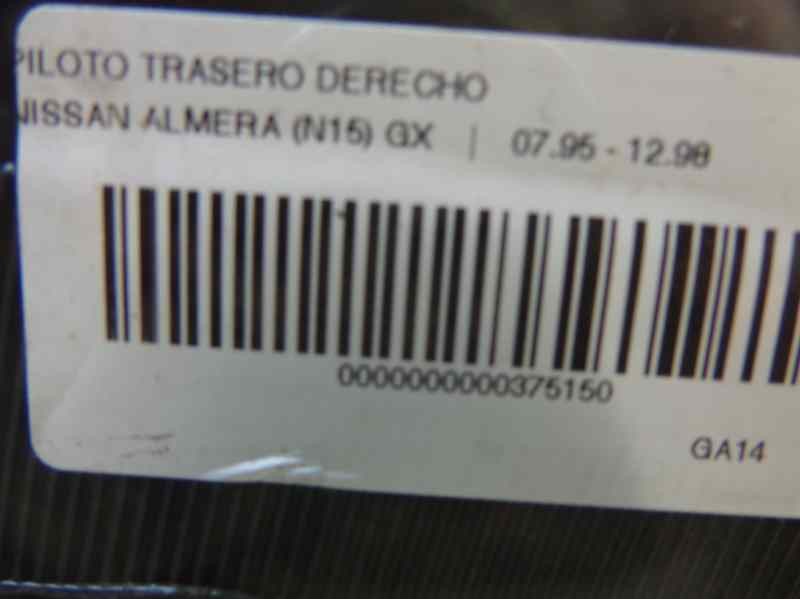 PILOTO TRASERO DERECHO
NISSAN ALMERA (N15) GX | 07.95 - 12.98
0000000000375150
GA14